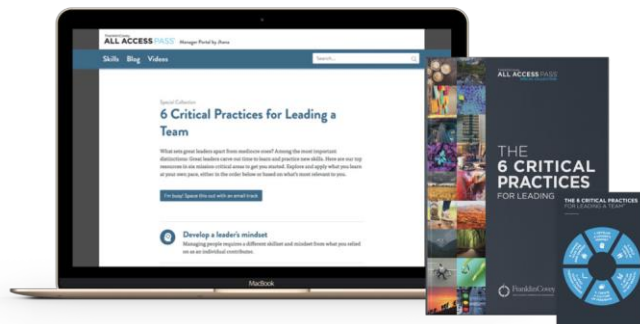 FranklinCovey
ALL ACCESS PASS Manager Portal by Jhana
Skills Blog Videos
Search...
Special Collection
6 Critical Practices for Leading a
Team
What sets great leaders apart from mediocre ones? Among the most important
distinctions: Great leaders carve out time to learn and practice new skills. Here are our top
resources in six mission critical areas to get you started. Explore and apply what you learn
at your own pace, either in the order below or based on what's most relevant to you.
I'm busy! Space this out with an email track
Develop a leader's mindset
Managing people requires a different skillset and mindset from what you relied
on as an individual contributor.
MacBook
ALL ACCESS PASS
THE
6 CRITICAL
PRACTICES
FOR LEADING
FranklinCovey
THE 6 CRITICAL PRACTICES
FOR LEADING A TEAM